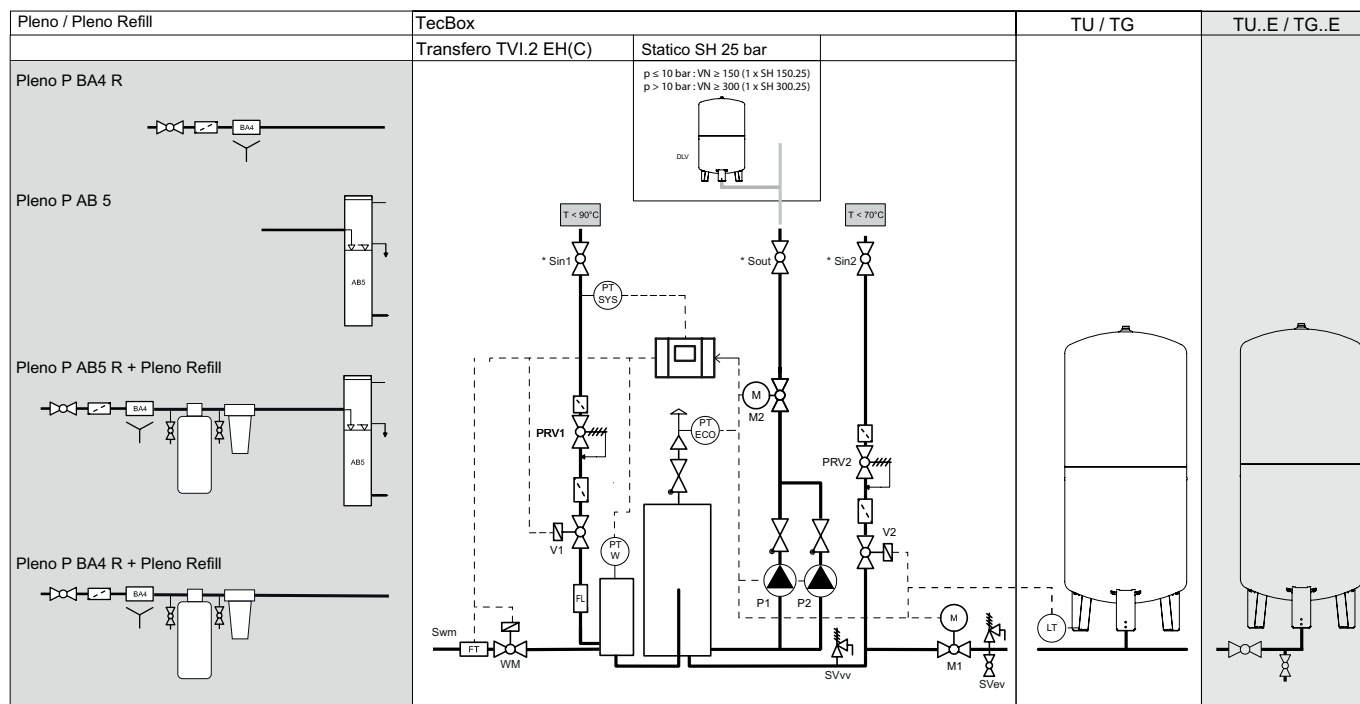 Pleno / Pleno Refill
TecBox
TU / TG
TU..E / TG..E
Transfero TVI.2 EH(C)
Statico SH 25 bar
Pleno P BA4 R
BA4
Pleno P AB 5
AB5
Pleno P AB5 R + Pleno Refill
BA4
AB5
Pleno P BA4 R + Pleno Refill
BA4
p ≤ 10 bar : VN ≥ 150 (1 x SH 150.25)
p > 10 bar : VN ≥ 300 (1 x SH 300.25)
DLV
T < 90°C
T < 70°C
* Sin1
* Sout
* Sin2
PT
SYS
M
M2
PRV1
PT
ECO
PRV2
V1
PT
W
V2
FL
P1
P2
Swm
FT
WM
SVvv
M
M1
SVev
LT